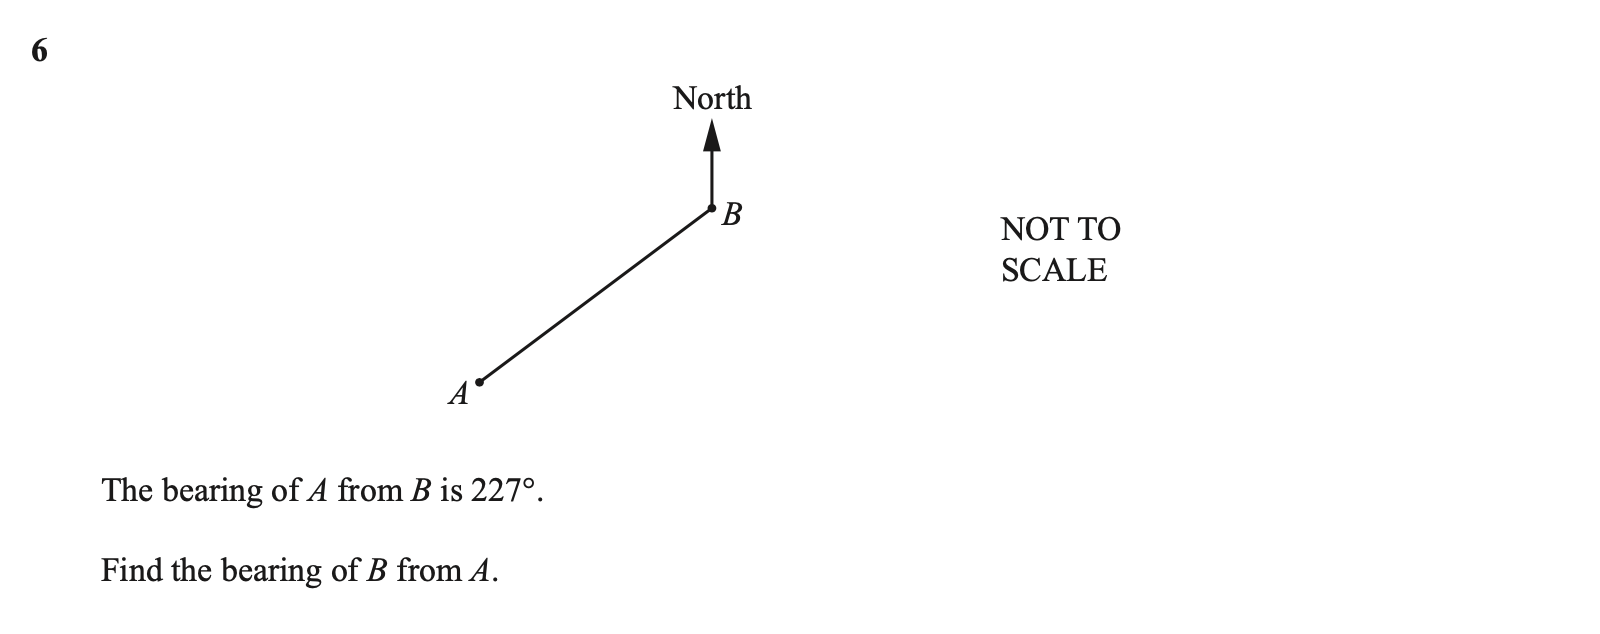 6
North
B
NOT TO
SCALE
A
The bearing of A from B is 227°.
Find the bearing of B from A.